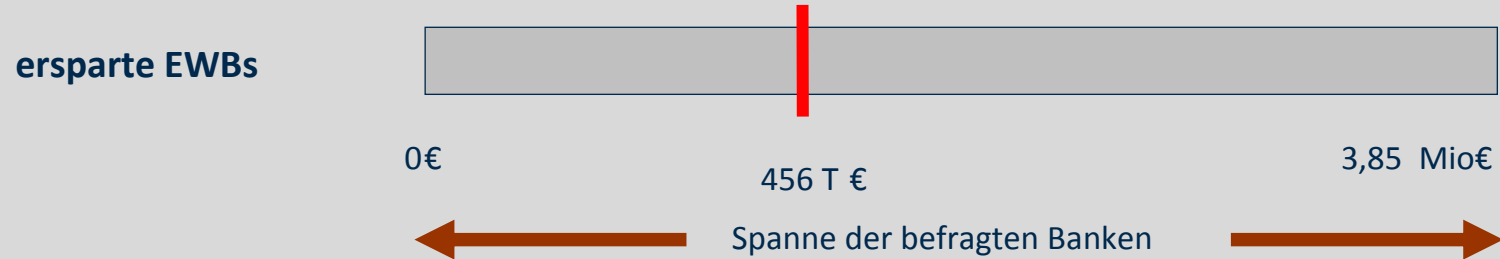 ersparte EWBs
0€
456 T €
3,85 Mio€
Spanne der befragten Banken